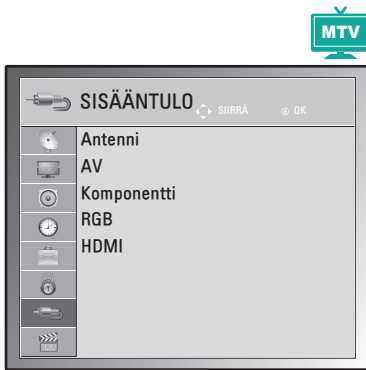 MTV
SISÄÄNTULO SIIRRÄ OK
Antenni
AV
Komponentti
RGB
HDMI